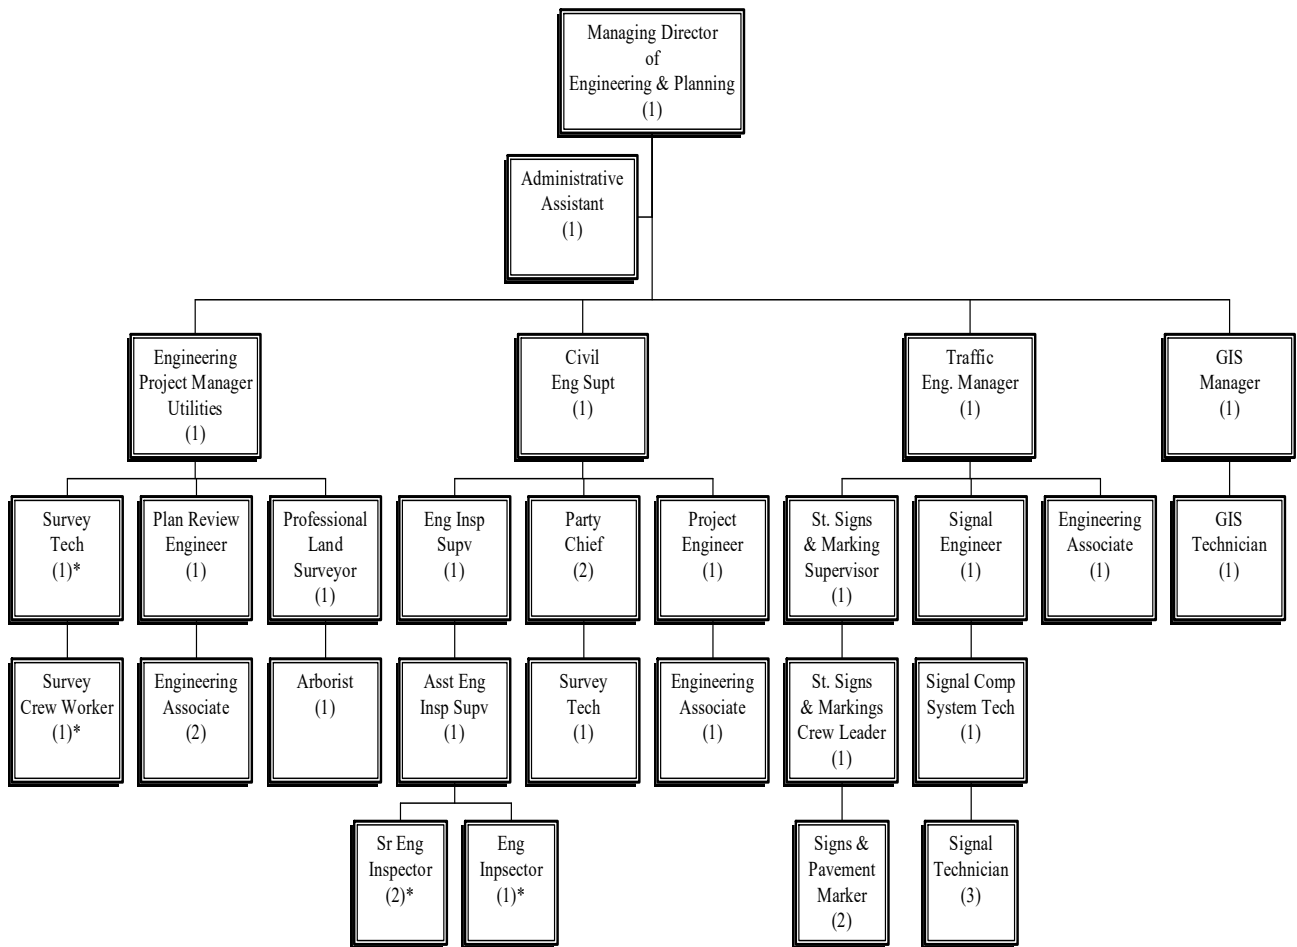 Managing Director
of
Engineering & Planning
(1)
Administrative
Assistant
(1)
Engineering
Project Manager
Utilities
(1)
Civil
Eng Supt
(1)
Traffic
Eng. Manager
(1)
GIS
Manager
(1)
Survey
Tech
(1)*
Plan Review
Engineer
(1)
Professional
Land
Surveyor
(1)
Eng Insp
Supv
(1)
Party
Chief
(2)
Project
Engineer
(1)
St. Signs
& Marking
Supervisor
(1)
Signal
Engineer
(1)
Engineering
Associate
(1)
GIS
Technician
(1)
Survey
Crew Worker
(1)*
Engineering
Associate
(2)
Arborist
(1)
Asst Eng
Insp Supv
(1)
Survey
Tech
(1)
Engineering
Associate
(1)
St. Signs
& Markings
Crew Leader
(1)
Signal Comp
System Tech
(1)
Sr Eng
Inspector
(2)*
Eng
Inpsector
(1)*
Signs &
Pavement
Marker
(2)
Signal
Technician
(3)